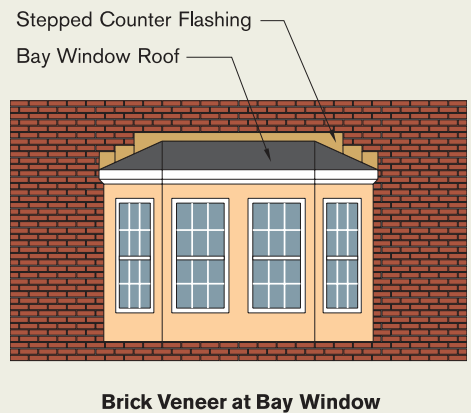 Stepped Counter Flashing
Bay Window Roof
Brick Veneer at Bay Window